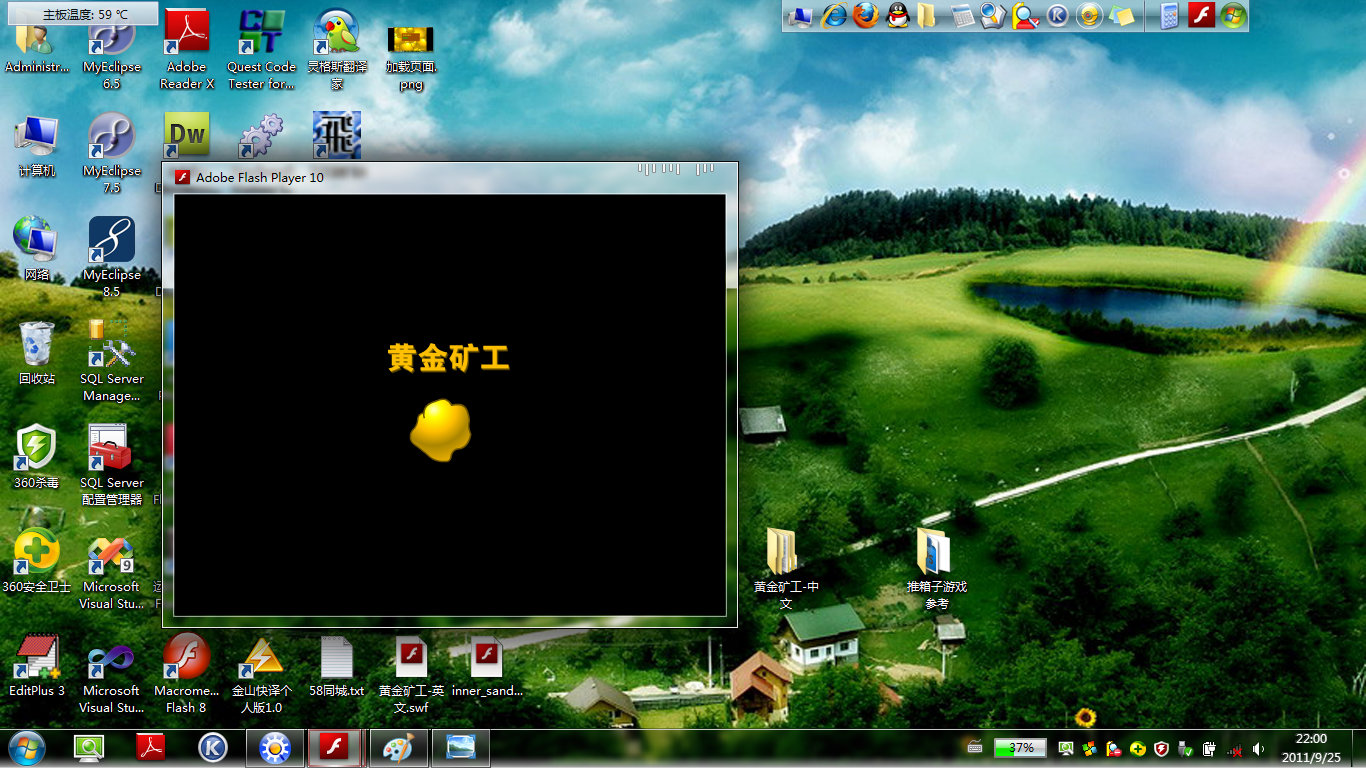 主板温度: 59 ℃
Administr...
MyEclipse
6.5
Adobe
Reader X
Quest Code
Tester for...
灵格斯翻译
家
加载页面.
png
计算机
MyEclipse
7.5
Dw
飛
Adobe Flash Player 10
网络
MyEclipse
8.5
黄金矿工
回收站
SQL Server
Manage...
360杀毒
SQL Server
配置管理器
360安全卫士
9
Microsoft
Visual Stu...
黄金矿工-中
文
推箱子游戏
参考
EditPlus 3
Microsoft
Visual Stu...
Macrome...
Flash 8
金山快译个
人版1.0
58同城.txt
黄金矿工-英
文.swf
inner_sand...
37%
22:00
2011/9/25